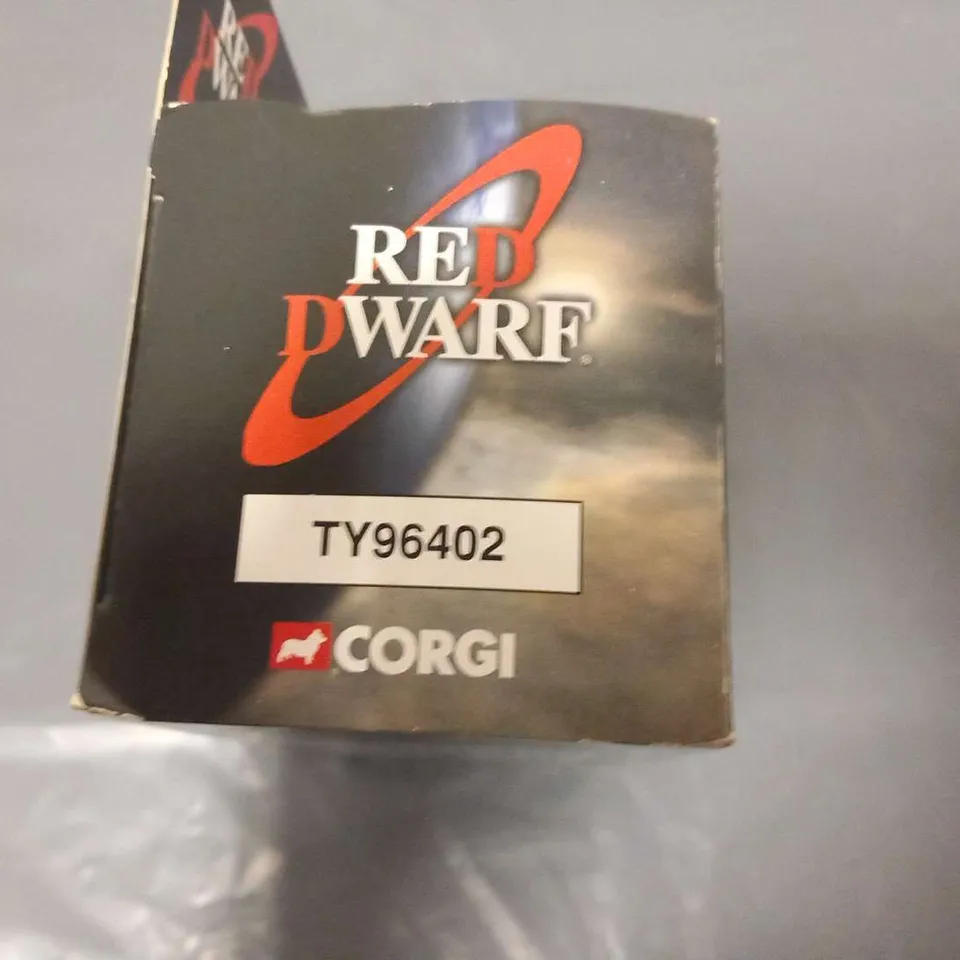 RED
DWARF®
TY96402
CORGI